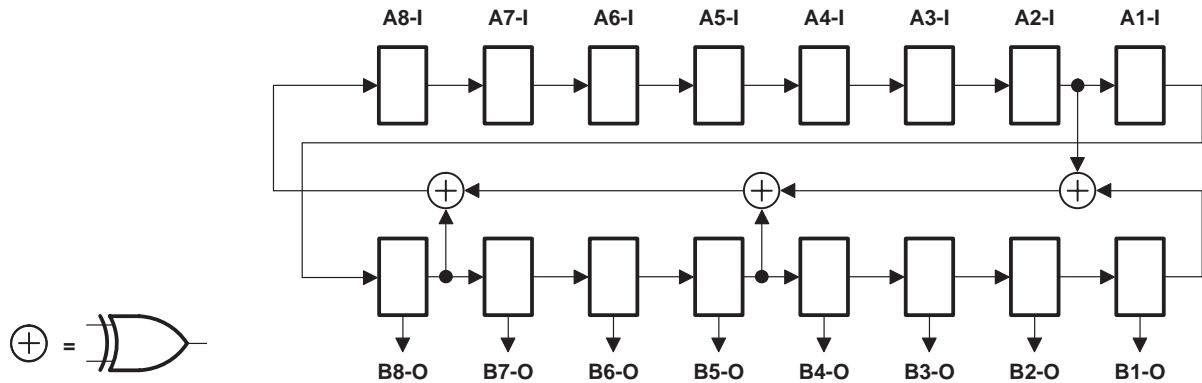 A8-I A7-I A6-I A5-I A4-I A3-I A2-I A1-I
=
B8-O B7-O B6-O B5-O B4-O B3-O B2-O B1-O